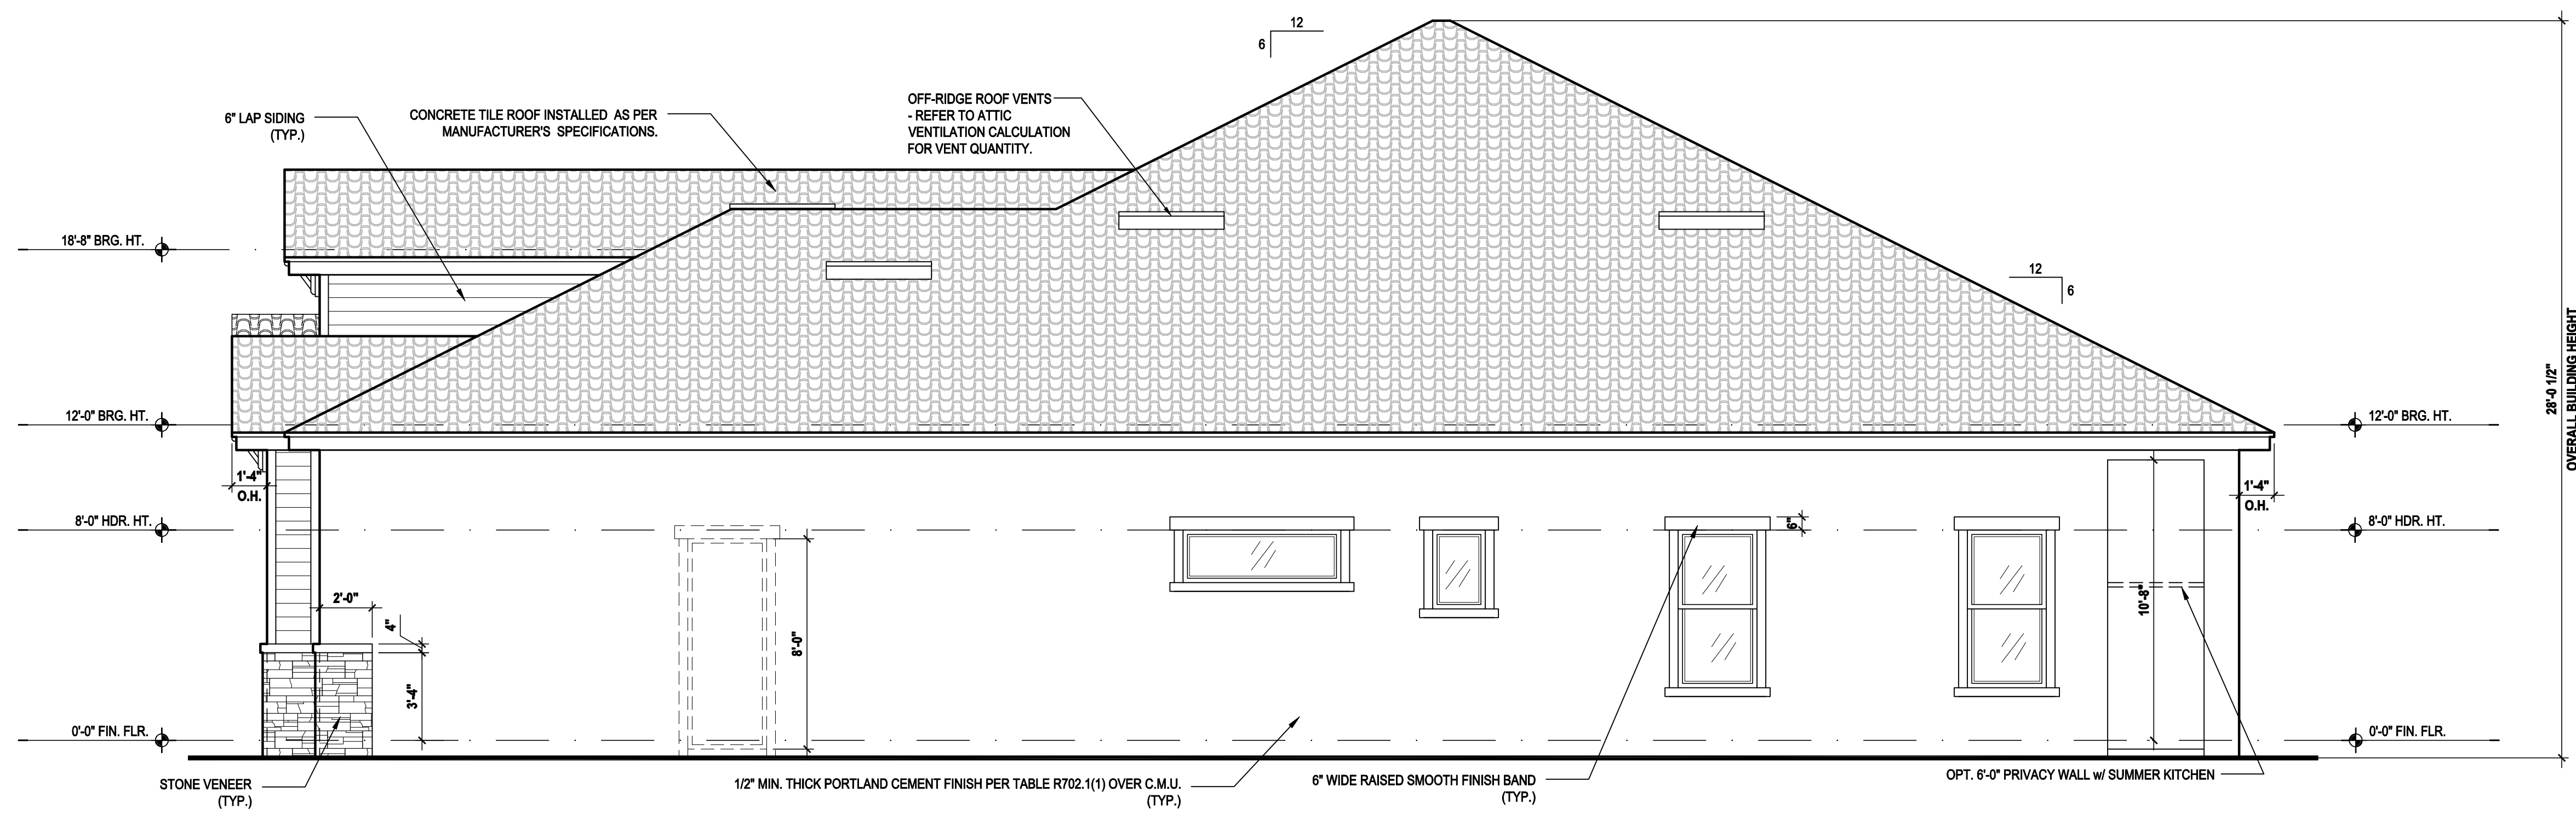 12
6
6" LAP SIDING
(TYP.)
CONCRETE TILE ROOF INSTALLED AS PER
MANUFACTURER'S SPECIFICATIONS.
OFF-RIDGE ROOF VENTS
- REFER TO ATTIC
VENTILATION CALCULATION
FOR VENT QUANTITY.
18'-8" BRG. HT.
12
6
28'-0 1/2"
OVERALL BUILDING HEIGHT
12'-0" BRG. HT.
12'-0" BRG. HT.
1'-4"
O.H.
1'-4"
O.H.
8'-0" HDR. HT.
6"
8'-0" HDR. HT.
2'-0"
4"
3'-4"
8'-0"
10'-8"
0'-0" FIN. FLR.
0'-0" FIN. FLR.
STONE VENEER
(TYP.)
1/2" MIN. THICK PORTLAND CEMENT FINISH PER TABLE R702.1(1) OVER C.M.U.
(TYP.)
6" WIDE RAISED SMOOTH FINISH BAND
(TYP.)
OPT. 6'-0" PRIVACY WALL w/ SUMMER KITCHEN